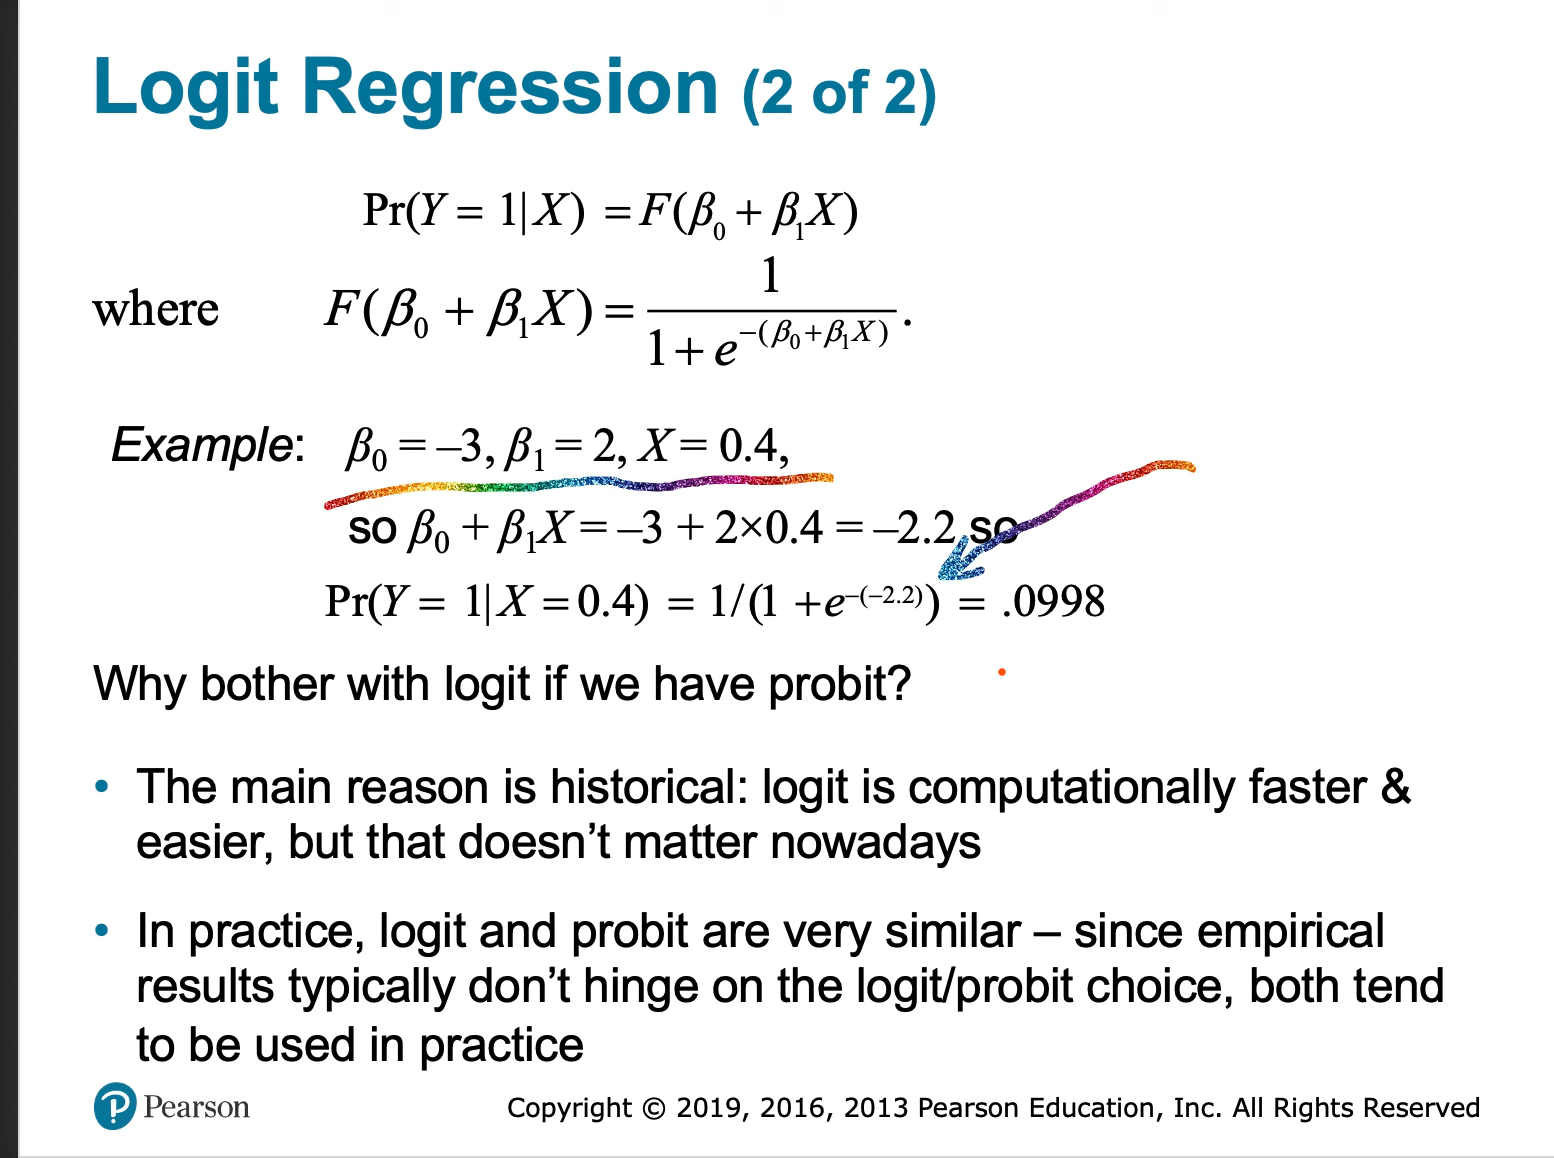 Logit Regression (2 of 2)
Pr(Y = 1| X) = F(β₀ + β₁X)
where F(β₀ + β₁X) = 1 / (1 + e^−(β₀+β₁X)).
Example: β₀ = –3, β₁ = 2, X = 0.4,
so β₀ + β₁X = –3 + 2×0.4 = –2.2 so
Pr(Y = 1| X = 0.4) = 1/(1 +e^–(–2.2)) = .0998
Why bother with logit if we have probit?
• The main reason is historical: logit is computationally faster &
easier, but that doesn’t matter nowadays
• In practice, logit and probit are very similar – since empirical
results typically don’t hinge on the logit/probit choice, both tend
to be used in practice
P Pearson
Copyright © 2019, 2016, 2013 Pearson Education, Inc. All Rights Reserved